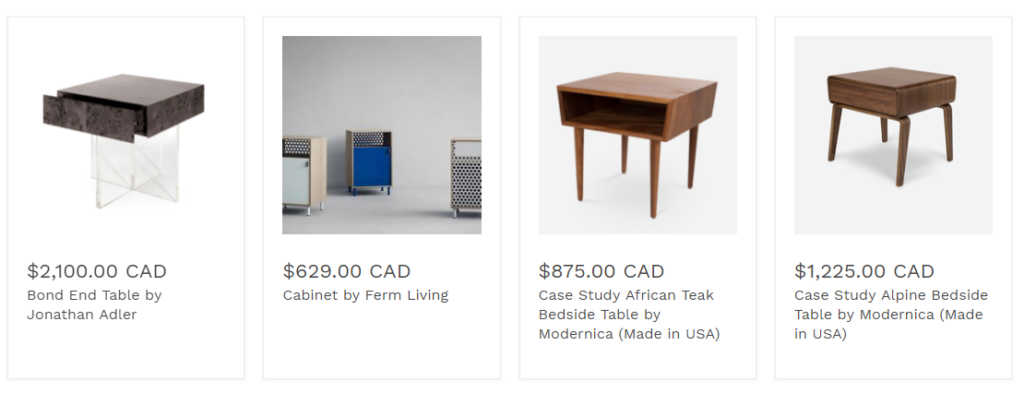 $2,100.00 CAD
Bond End Table by
Jonathan Adler
$629.00 CAD
Cabinet by Ferm Living
$875.00 CAD
Case Study African Teak
Bedside Table by
Modernica (Made in USA)
$1,225.00 CAD
Case Study Alpine Bedside
Table by Modernica (Made
in USA)